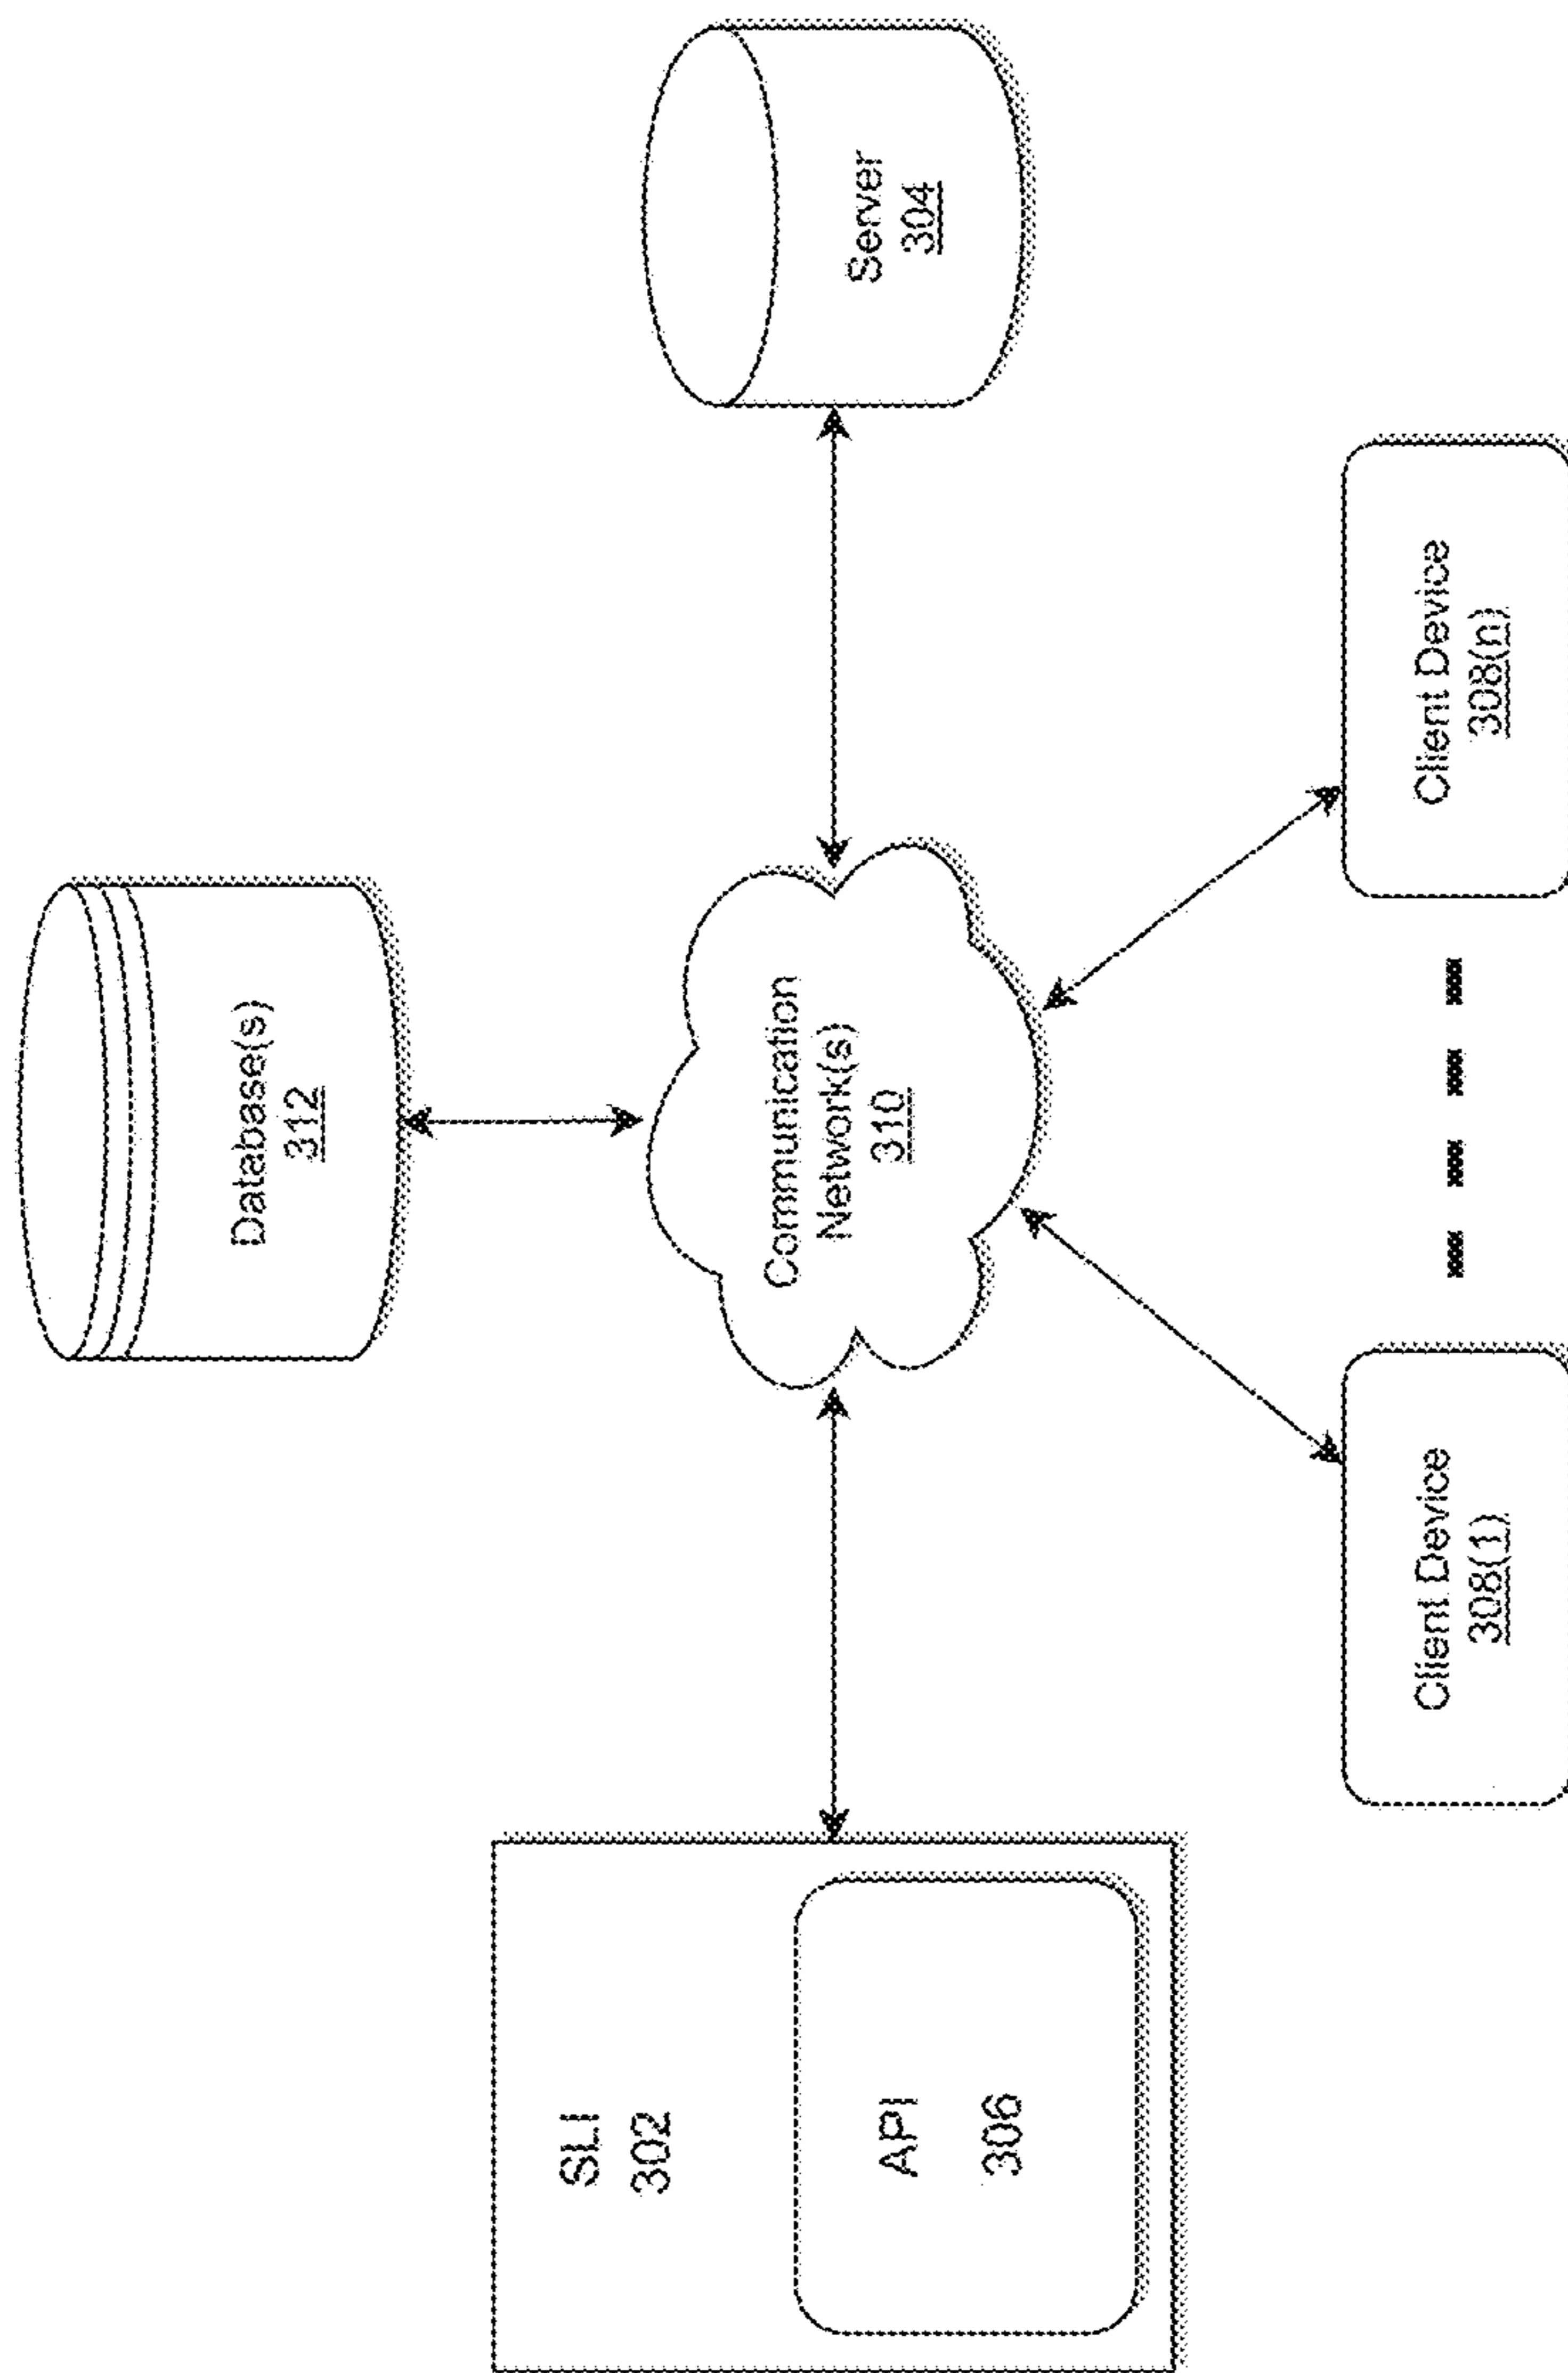 Database(s)
312
SLI
302
API
306
Communication
Network(s)
310
Server
304
Client Device
308(1)
Client Device
308(n)